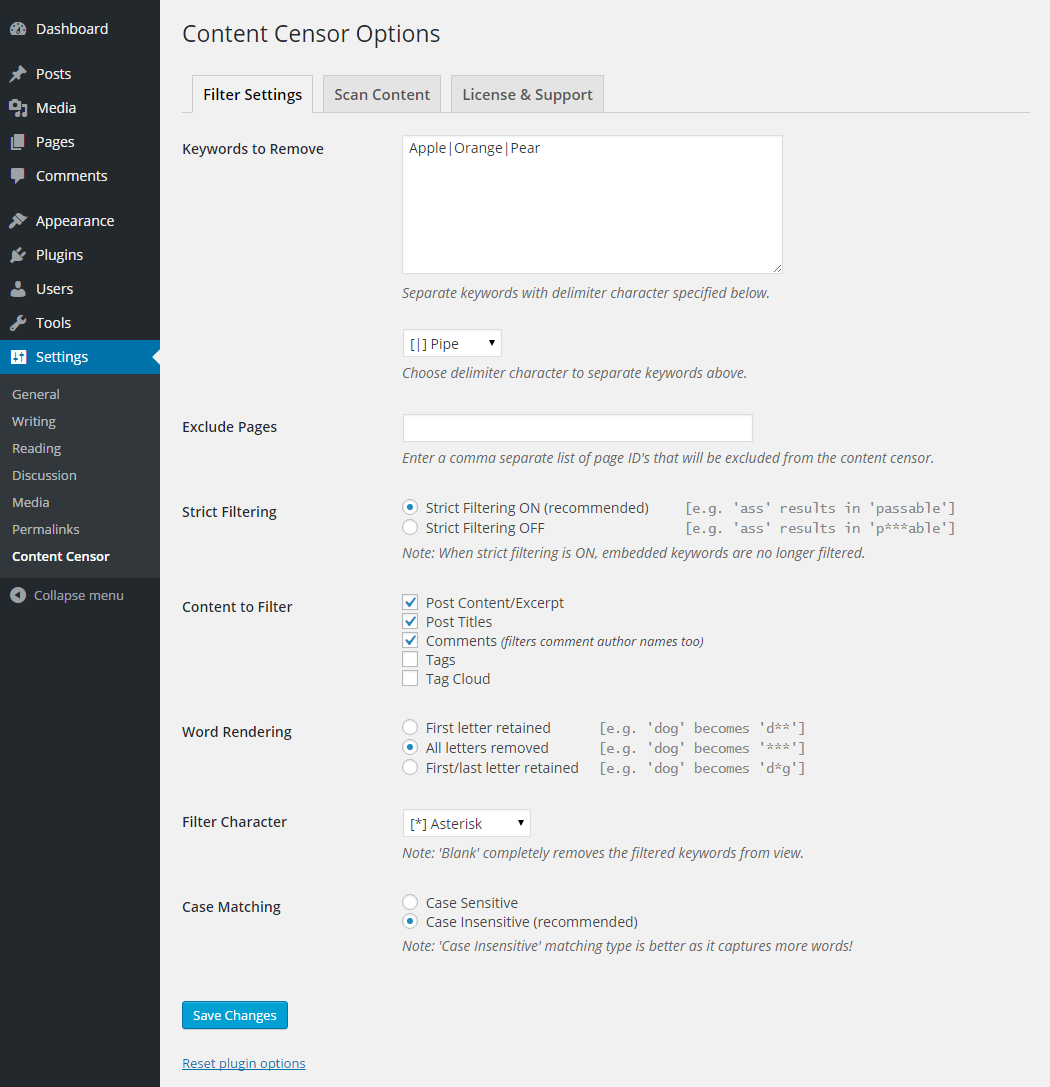 Dashboard
Posts
Media
Pages
Comments
Appearance
Plugins
Users
Tools
Settings
General
Writing
Reading
Discussion
Media
Permalinks
Content Censor
Collapse menu
Content Censor Options
Filter Settings
Scan Content
License & Support
Keywords to Remove
Apple|Orange|Pear
Separate keywords with delimiter character specified below.
[|] Pipe
Choose delimiter character to separate keywords above.
Exclude Pages
Enter a comma separate list of page ID's that will be excluded from the content censor.
Strict Filtering
Strict Filtering ON (recommended) [e.g. 'ass' results in 'passable']
Strict Filtering OFF [e.g. 'ass' results in 'p***able']
Note: When strict filtering is ON, embedded keywords are no longer filtered.
Content to Filter
Post Content/Excerpt
Post Titles
Comments (filters comment author names too)
Tags
Tag Cloud
Word Rendering
First letter retained [e.g. 'dog' becomes 'd**']
All letters removed [e.g. 'dog' becomes '***']
First/last letter retained [e.g. 'dog' becomes 'd*g']
Filter Character
[*] Asterisk
Note: 'Blank' completely removes the filtered keywords from view.
Case Matching
Case Sensitive
Case Insensitive (recommended)
Note: 'Case Insensitive' matching type is better as it captures more words!
Save Changes
Reset plugin options